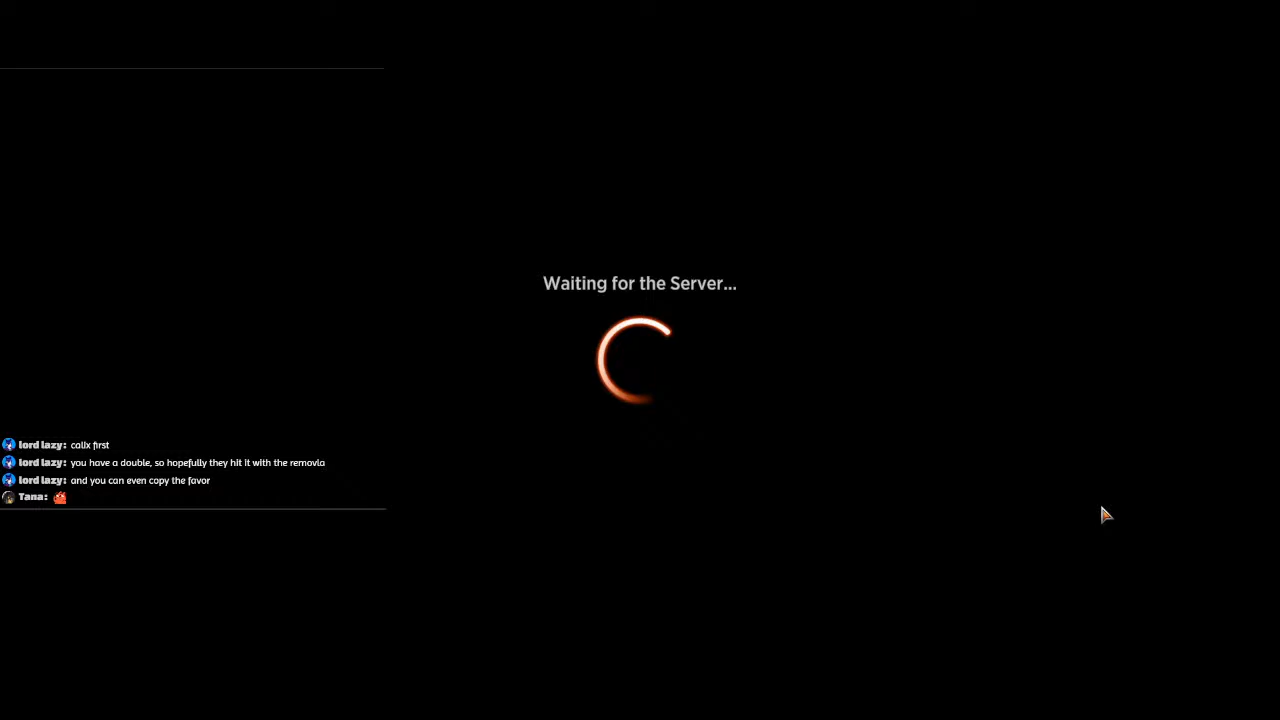 Waiting for the Server...
lord lazy: calix first
lord lazy: you have a double, so hopefully they hit it with the removla
lord lazy: and you can even copy the favor
Tana: